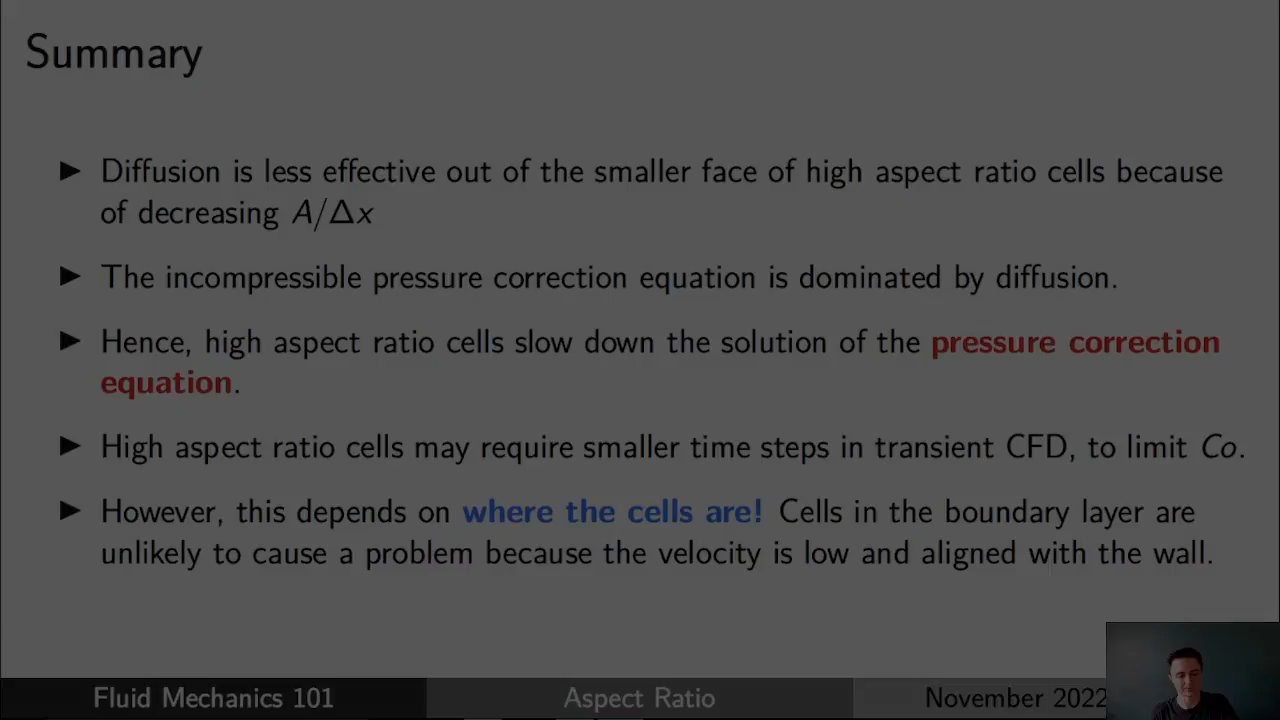 Summary
▶ Diffusion is less effective out of the smaller face of high aspect ratio cells because
of decreasing A/Δx
▶ The incompressible pressure correction equation is dominated by diffusion.
▶ Hence, high aspect ratio cells slow down the solution of the pressure correction
equation.
▶ High aspect ratio cells may require smaller time steps in transient CFD, to limit Co.
▶ However, this depends on where the cells are! Cells in the boundary layer are
unlikely to cause a problem because the velocity is low and aligned with the wall.
Fluid Mechanics 101
Aspect Ratio
November 2022